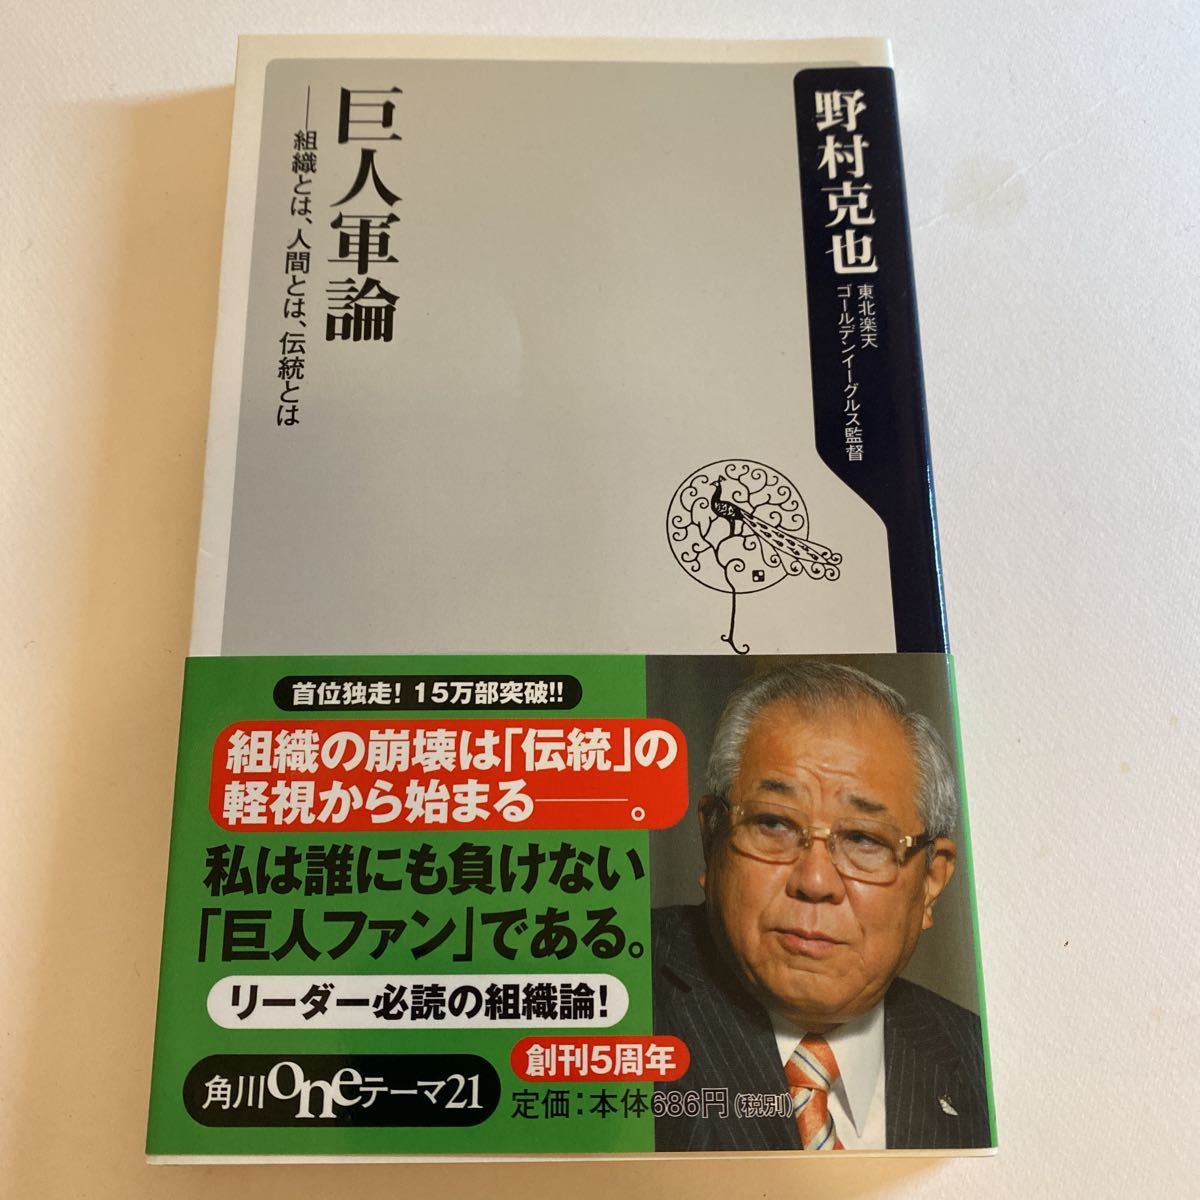 野村克也
東北楽天
ゴールデンイーグルス監督
巨人軍論
――組織とは、人間とは、伝統とは
首位独走！15万部突破!!
組織の崩壊は「伝統」の
軽視から始まる――。
私は誰にも負けない
「巨人ファン」である。
リーダー必読の組織論！
創刊5周年
角川oneテーマ21
定価：本体686円（税別）